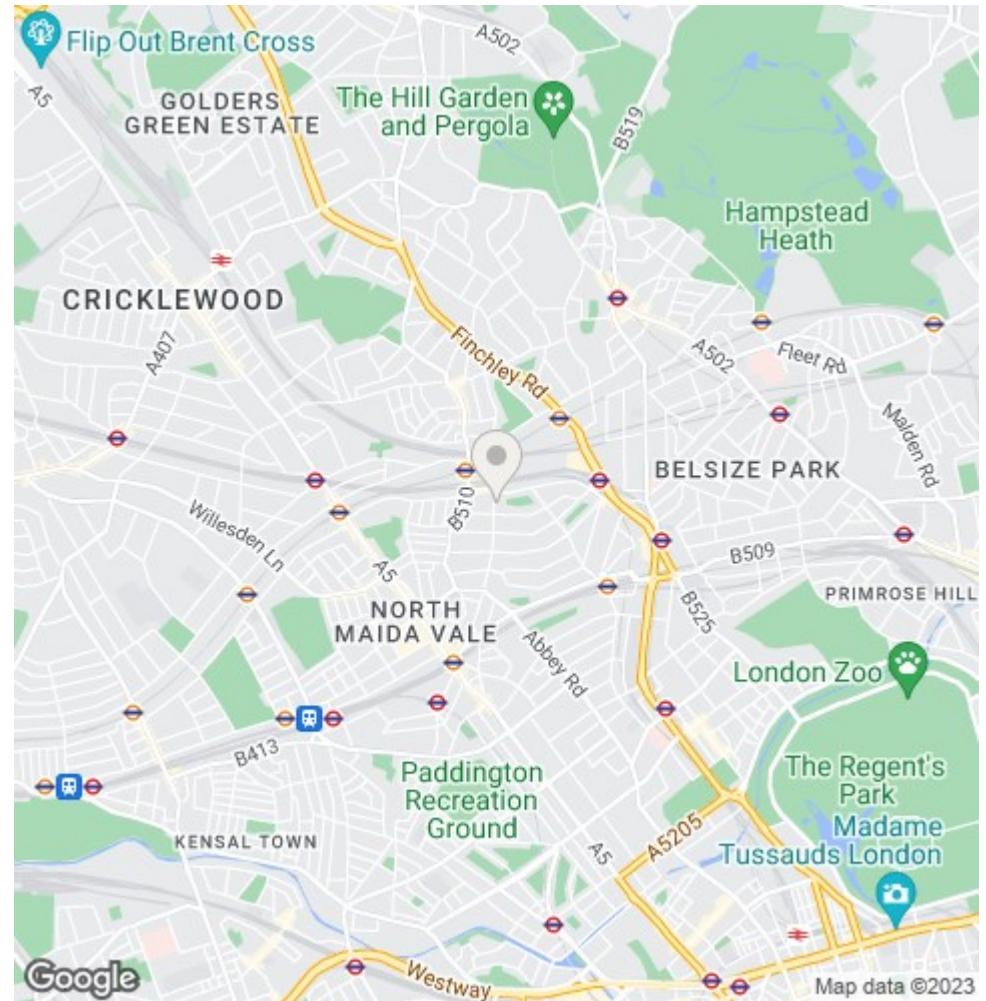 A502
Flip Out Brent Cross
A5
GOLDERS
GREEN ESTATE
The Hill Garden
and Pergola
B519
Hampstead
Heath
CRICKLEWOOD
A407
Finchley Rd
A502
Fleet Rd
Malden Rd
BELSIZE PARK
B510
Willesden Ln
A5
B509
NORTH
MAIDA VALE
B525
PRIMROSE HILL
Abbey Rd
London Zoo
B413
Paddington
Recreation
Ground
The Regent's
Park
KENSAL TOWN
A5
A5205
Madame
Tussauds London
Westway
Google
Map data ©2023